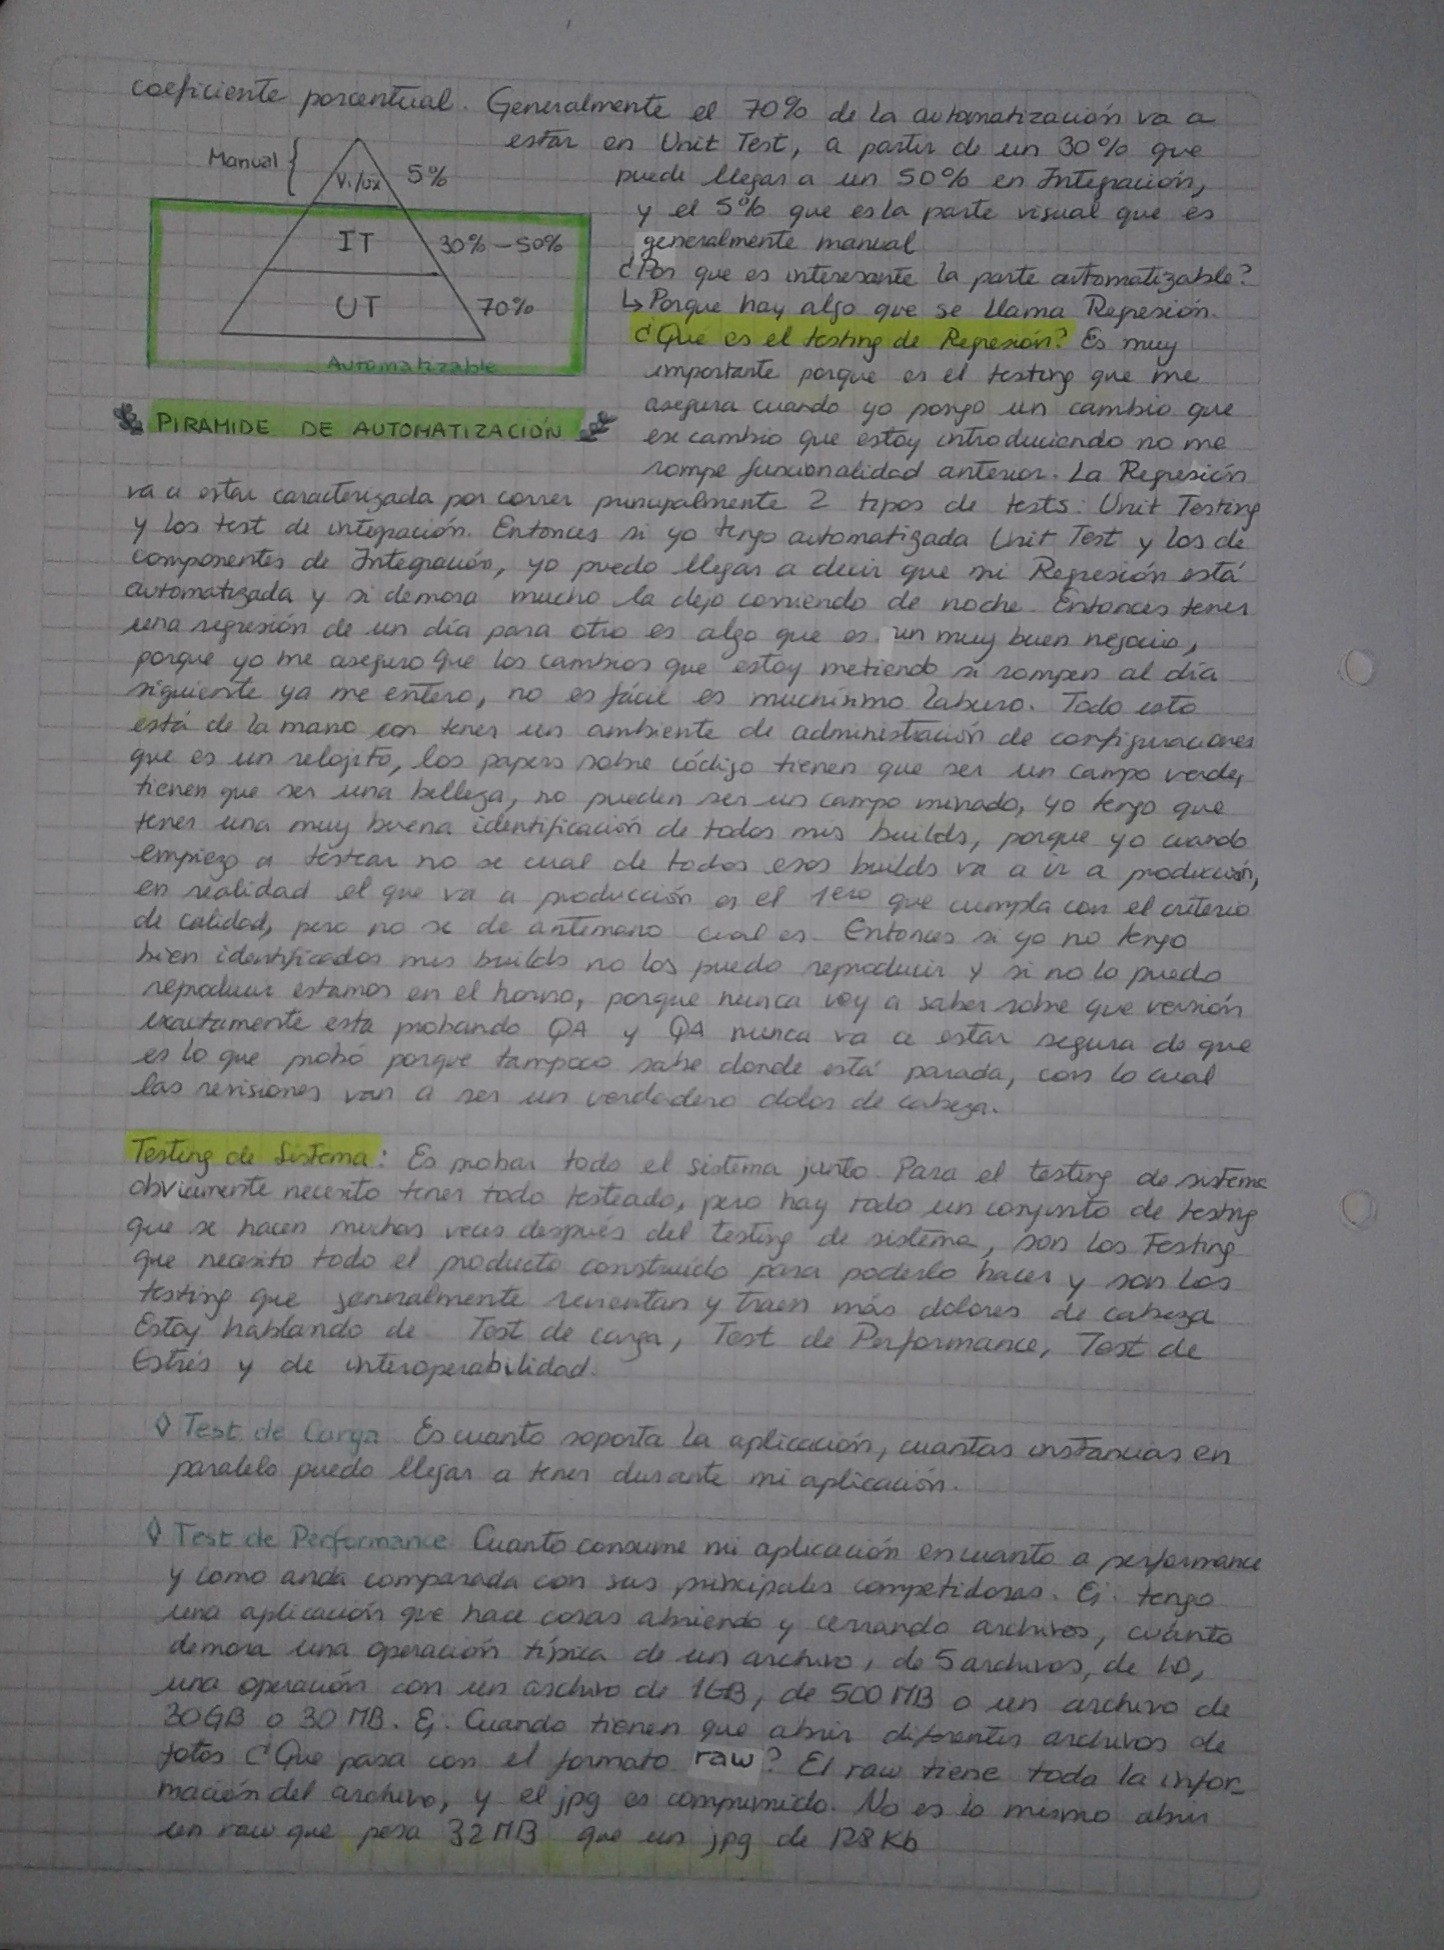 coeficiente porcentual. Generalmente el 70% de la automatización va a
estar en Unit Test, a partir de un 30% que
puede llegar a un 50% en Integración,
y el 5% que es la parte visual que es
generalmente manual
¿Por que es interesante la parte automatizable?
↳ Porque hay algo que se llama Regresión.
¿Qué es el testing de Regresión? Es muy
importante porque es el testing que me
asegura cuando yo pongo un cambio que
ese cambio que estoy introduciendo no me
rompe funcionalidad anterior. La Regresión
Manual {
Vi/Ux 5%
IT 30% - 50%
UT 70%
Automatizable
PIRAMIDE DE AUTOMATIZACIÓN
va a estar caracterizada por correr principalmente 2 tipos de tests: Unit Testing
y los test de integración. Entonces si yo tengo automatizada Unit Test y los de
componentes de Integración, yo puedo llegar a decir que mi Regresión está
automatizada y si demora mucho la dejo corriendo de noche. Entonces tener
una regresión de un día para otro es algo que es un muy buen negocio,
porque yo me aseguro que los cambios que estoy metiendo si rompen al día
siguiente ya me entero, no es fácil es muchísimo laburo. Todo esto
está de la mano con tener un ambiente de administración de configuraciones
que es un relojito, los papers sobre código tienen que ser un campo verde,
tienen que ser una belleza, no pueden ser un campo minado, yo tengo que
tener una muy buena identificación de todos mis builds, porque yo cuando
empiezo a testear no se cual de todos esos builds va a ir a producción,
en realidad el que va a producción es el 1ero que cumpla con el criterio
de calidad, pero no se de antemano cual es. Entonces si yo no tengo
bien identificados mis builds no los puedo reproducir y si no lo puedo
reproducir estamos en el horno, porque nunca voy a saber sobre que versión
exactamente esta probando QA y QA nunca va a estar segura de que
es lo que probó porque tampoco sabe donde está parada, con lo cual
las revisiones van a ser un verdadero dolor de cabeza.
Testing de Sistema: Es probar todo el sistema junto. Para el testing de sistema
obviamente necesito tener todo testeado, pero hay todo un conjunto de testing
que se hacen muchas veces después del testing de sistema, son los Testing
que necesito todo el producto construido para poderlo hacer y son los
testing que generalmente revientan y traen más dolores de cabeza
Estoy hablando de: Test de carga, Test de Performance, Test de
Estrés y de interoperabilidad.
◊ Test de Carga Es cuanto soporta la aplicación, cuantas instancias en
paralelo puedo llegar a tener durante mi aplicación.
◊ Test de Performance Cuanto consume mi aplicación en cuanto a performance
y como anda comparada con sus principales competidores. Ej: tengo
una aplicación que hace cosas abriendo y cerrando archivos, cuánto
demora una operación típica de un archivo, de 5 archivos, de 10,
una operación con un archivo de 1GB, de 500 MB o un archivo de
30GB o 30 MB. Ej. Cuando tienen que abrir diferentes archivos de
fotos ¿Que pasa con el formato raw? El raw tiene toda la infor-
mación del archivo, y el jpg es comprimido. No es lo mismo abrir
un raw que pesa 32 MB que un jpg de 128 Kb